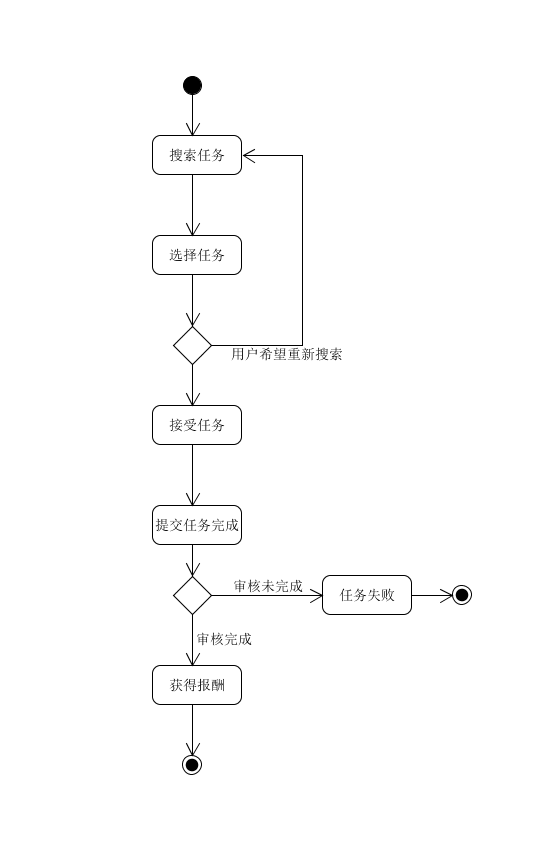 搜索任务
选择任务
用户希望重新搜索
接受任务
提交任务完成
审核未完成
任务失败
审核完成
获得报酬